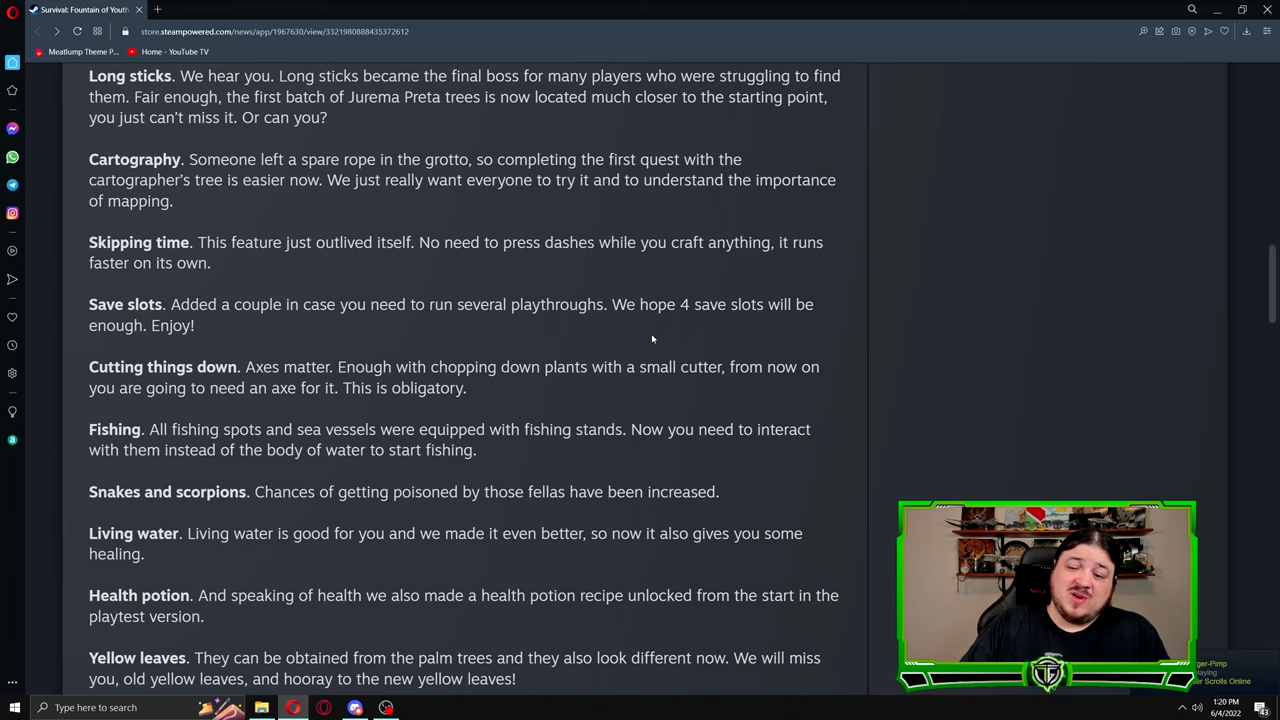 Survival: Fountain of Youth
store.steampowered.com/news/app/1967630/view/3321980888435372612
Meatlump Theme P...
Home - YouTube TV
Long sticks. We hear you. Long sticks became the final boss for many players who were struggling to find
them. Fair enough, the first batch of Jurema Preta trees is now located much closer to the starting point,
you just can't miss it. Or can you?
Cartography. Someone left a spare rope in the grotto, so completing the first quest with the
cartographer's tree is easier now. We just really want everyone to try it and to understand the importance
of mapping.
Skipping time. This feature just outlived itself. No need to press dashes while you craft anything, it runs
faster on its own.
Save slots. Added a couple in case you need to run several playthroughs. We hope 4 save slots will be
enough. Enjoy!
Cutting things down. Axes matter. Enough with chopping down plants with a small cutter, from now on
you are going to need an axe for it. This is obligatory.
Fishing. All fishing spots and sea vessels were equipped with fishing stands. Now you need to interact
with them instead of the body of water to start fishing.
Snakes and scorpions. Chances of getting poisoned by those fellas have been increased.
Living water. Living water is good for you and we made it even better, so now it also gives you some
healing.
Health potion. And speaking of health we also made a health potion recipe unlocked from the start in the
playtest version.
Yellow leaves. They can be obtained from the palm trees and they also look different now. We will miss
you, old yellow leaves, and hooray to the new yellow leaves!
ger-Pimp
aying
er Scrolls Online
Type here to search
1:20 PM
6/4/2022
43